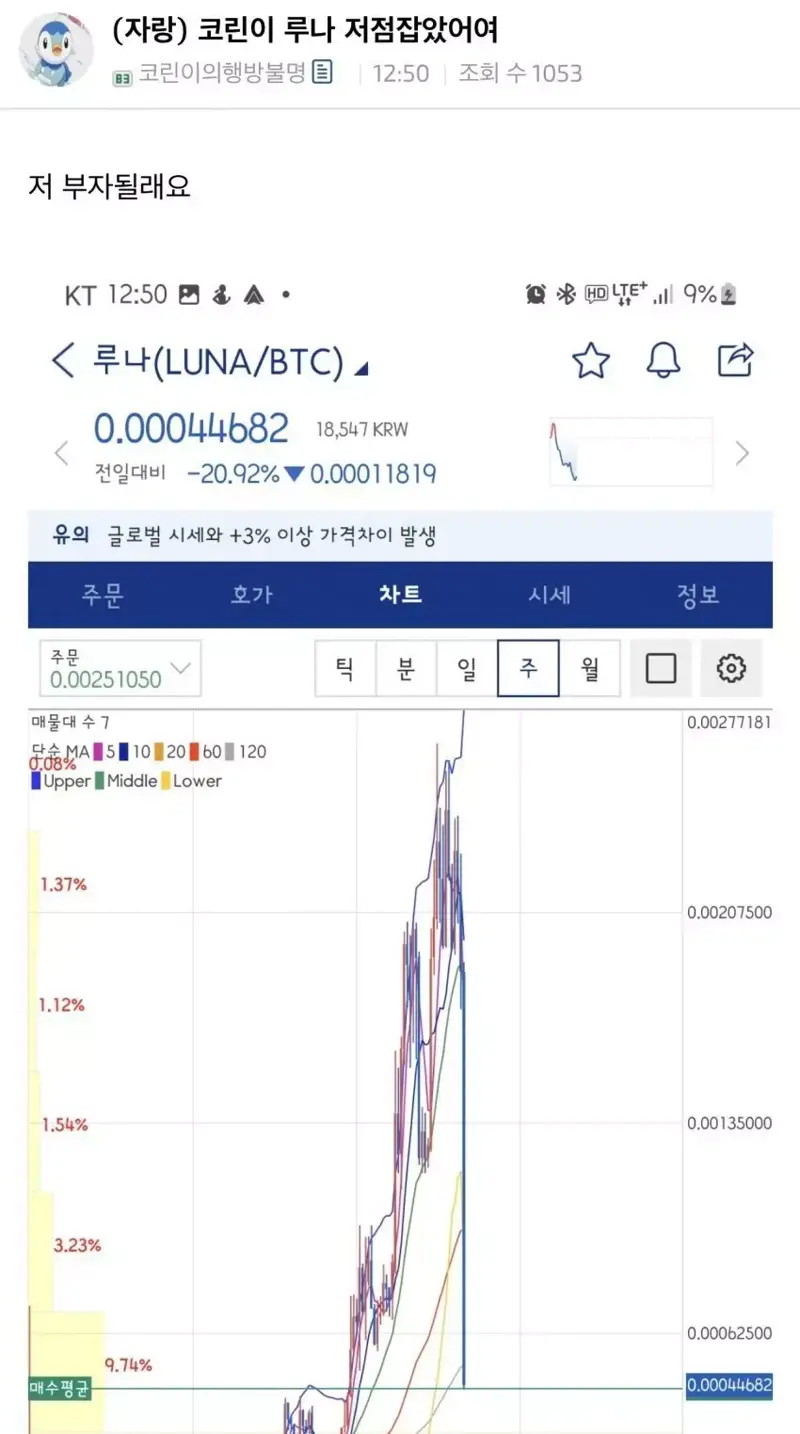 (자랑) 코린이 루나 저점잡았어여
B3 코린이의행방불명 | 12:50 | 조회 수 1053
저 부자될래요
KT 12:50 HD LTE+ 9%
루나(LUNA/BTC)
0.00044682 18,547 KRW
전일대비 -20.92% ▼ 0.00011819
유의 글로벌 시세와 +3% 이상 가격차이 발생
주문 호가 차트 시세 정보
주문
0.00251050
틱 분 일 주 월
매물대 수 7
0.00277181
단순 MA 5 10 20 60 120
0.08%
Upper Middle Lower
1.37%
0.00207500
1.12%
1.54%
0.00135000
3.23%
0.00062500
9.74%
매수평균
0.00044682